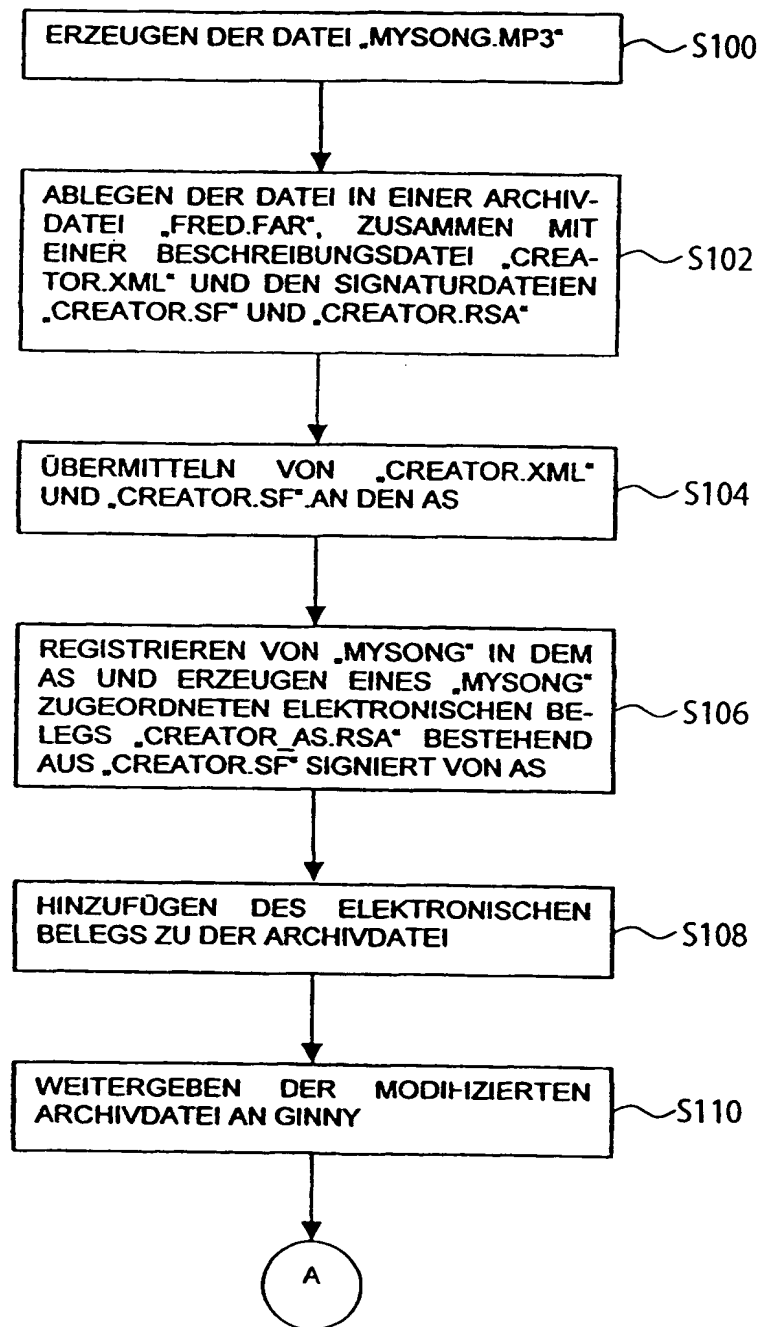 ERZEUGEN DER DATEI „MYSONG.MP3“
S100
ABLEGEN DER DATEI IN EINER ARCHIV-
DATEI „FRED.FAR“, ZUSAMMEN MIT
EINER BESCHREIBUNGSDATEI „CREA-
TOR.XML“ UND DEN SIGNATURDATEIEN
„CREATOR.SF“ UND „CREATOR.RSA“
S102
ÜBERMITTELN VON „CREATOR.XML“
UND „CREATOR.SF“ AN DEN AS
S104
REGISTRIEREN VON „MYSONG“ IN DEM
AS UND ERZEUGEN EINES „MYSONG“
ZUGEORDNETEN ELEKTRONISCHEN BE-
LEGS „CREATOR_AS.RSA“ BESTEHEND
AUS „CREATOR.SF“ SIGNIERT VON AS
S106
HINZUFÜGEN DES ELEKTRONISCHEN
BELEGS ZU DER ARCHIVDATEI
S108
WEITERGEBEN DER MODIFIZIERTEN
ARCHIVDATEI AN GINNY
S110
A